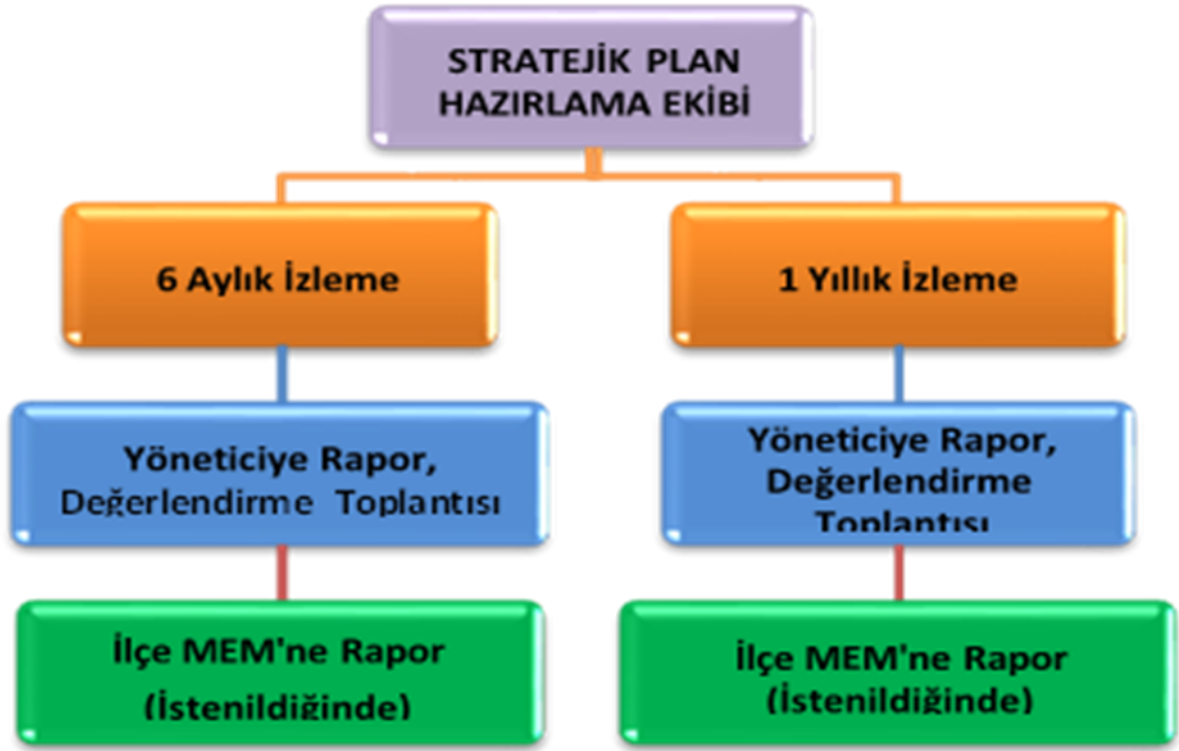 STRATEJİK PLAN
HAZIRLAMA EKİBİ
6 Aylık İzleme
1 Yıllık İzleme
Yöneticiye Rapor,
Değerlendirme Toplantısı
Yöneticiye Rapor,
Değerlendirme
Toplantısı
İlçe MEM'ne Rapor
(İstenildiğinde)
İlçe MEM'ne Rapor
(İstenildiğinde)